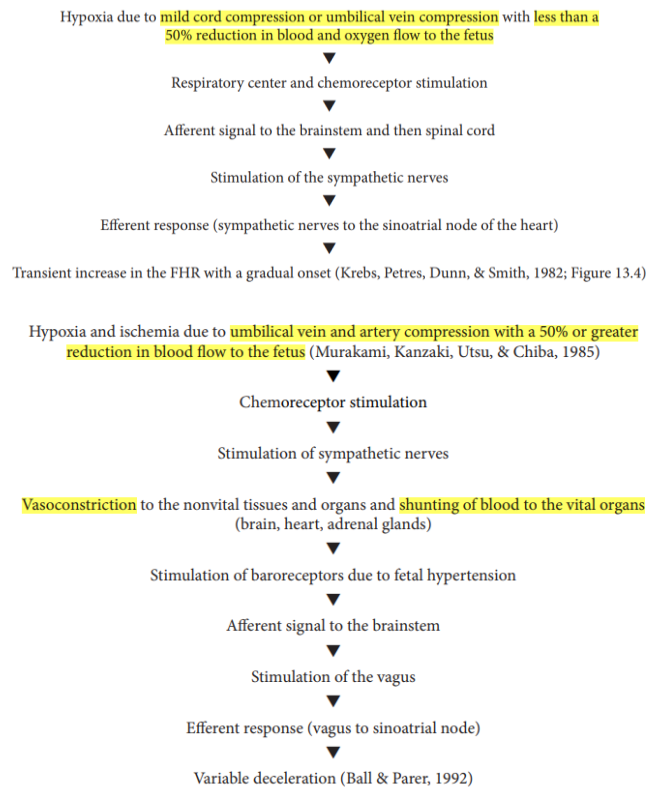 Hypoxia due to mild cord compression or umbilical vein compression with less than a
50% reduction in blood and oxygen flow to the fetus
▼
Respiratory center and chemoreceptor stimulation
▼
Afferent signal to the brainstem and then spinal cord
▼
Stimulation of the sympathetic nerves
▼
Efferent response (sympathetic nerves to the sinoatrial node of the heart)
▼
Transient increase in the FHR with a gradual onset (Krebs, Petres, Dunn, & Smith, 1982; Figure 13.4)
Hypoxia and ischemia due to umbilical vein and artery compression with a 50% or greater
reduction in blood flow to the fetus (Murakami, Kanzaki, Utsu, & Chiba, 1985)
▼
Chemoreceptor stimulation
▼
Stimulation of sympathetic nerves
▼
Vasoconstriction to the nonvital tissues and organs and shunting of blood to the vital organs
(brain, heart, adrenal glands)
▼
Stimulation of baroreceptors due to fetal hypertension
▼
Afferent signal to the brainstem
▼
Stimulation of the vagus
▼
Efferent response (vagus to sinoatrial node)
▼
Variable deceleration (Ball & Parer, 1992)